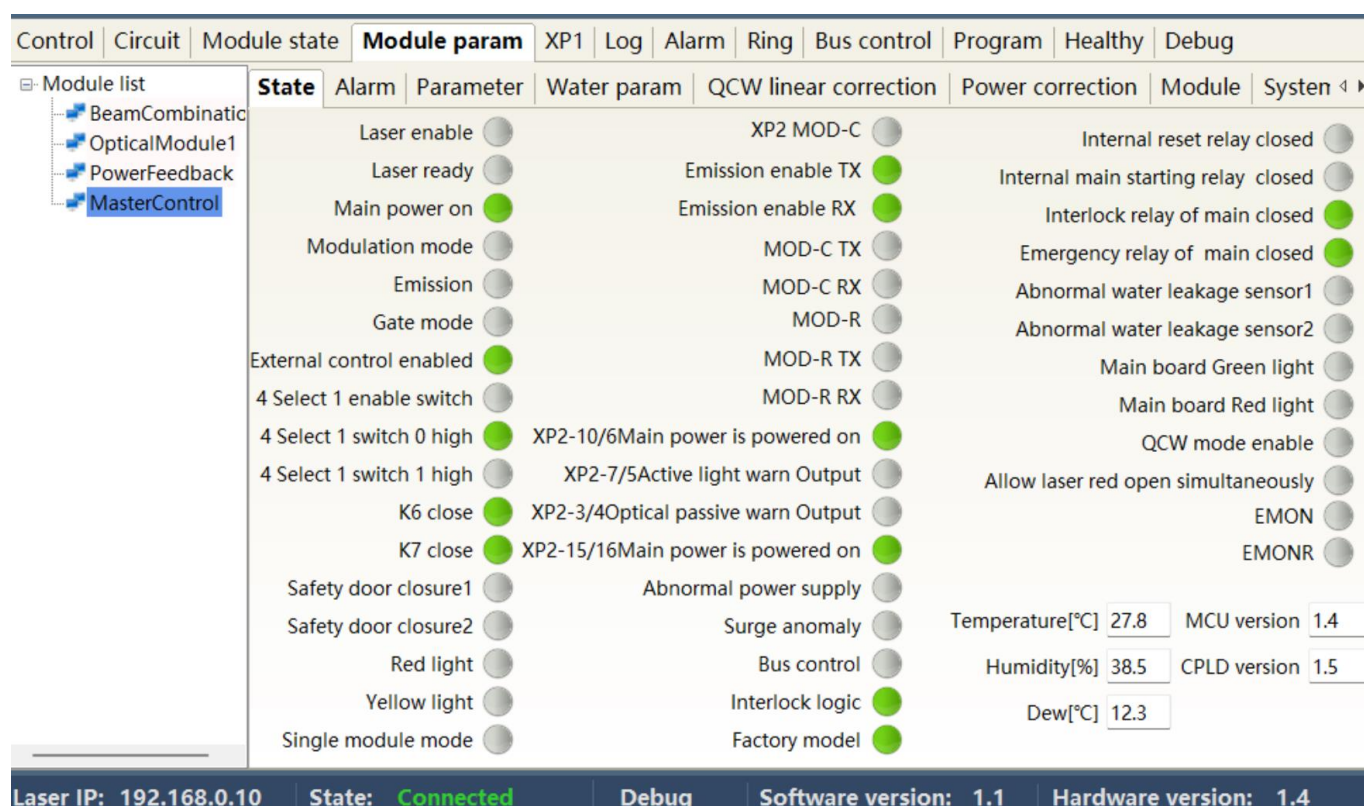 Control Circuit Module state Module param XP1 Log Alarm Ring Bus control Program Healthy Debug
Module list
BeamCombinatic
OpticalModule1
PowerFeedback
MasterControl
State Alarm Parameter Water param QCW linear correction Power correction Module System
Laser enable
Laser ready
Main power on
Modulation mode
Emission
Gate mode
External control enabled
4 Select 1 enable switch
4 Select 1 switch 0 high
4 Select 1 switch 1 high
K6 close
K7 close
Safety door closure1
Safety door closure2
Red light
Yellow light
Single module mode
XP2 MOD-C
Emission enable TX
Emission enable RX
MOD-C TX
MOD-C RX
MOD-R
MOD-R TX
MOD-R RX
XP2-10/6Main power is powered on
XP2-7/5Active light warn Output
XP2-3/4Optical passive warn Output
XP2-15/16Main power is powered on
Abnormal power supply
Surge anomaly
Bus control
Interlock logic
Factory model
Internal reset relay closed
Internal main starting relay closed
Interlock relay of main closed
Emergency relay of main closed
Abnormal water leakage sensor1
Abnormal water leakage sensor2
Main board Green light
Main board Red light
QCW mode enable
Allow laser red open simultaneously
EMON
EMONR
Temperature[℃] 27.8 MCU version 1.4
Humidity[%] 38.5 CPLD version 1.5
Dew[℃] 12.3
Laser IP: 192.168.0.10 State: Connected Debug Software version: 1.1 Hardware version: 1.4